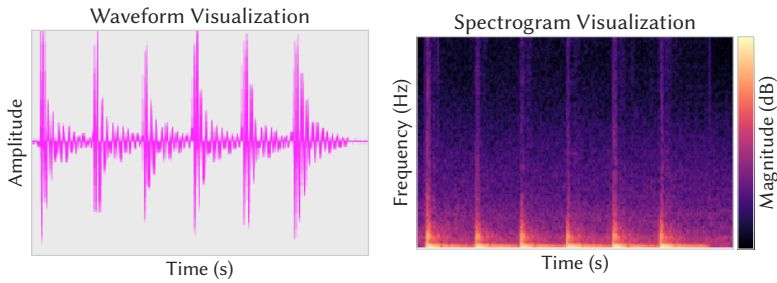 Waveform Visualization
Amplitude
Time (s)
Spectrogram Visualization
Frequency (Hz)
Time (s)
Magnitude (dB)